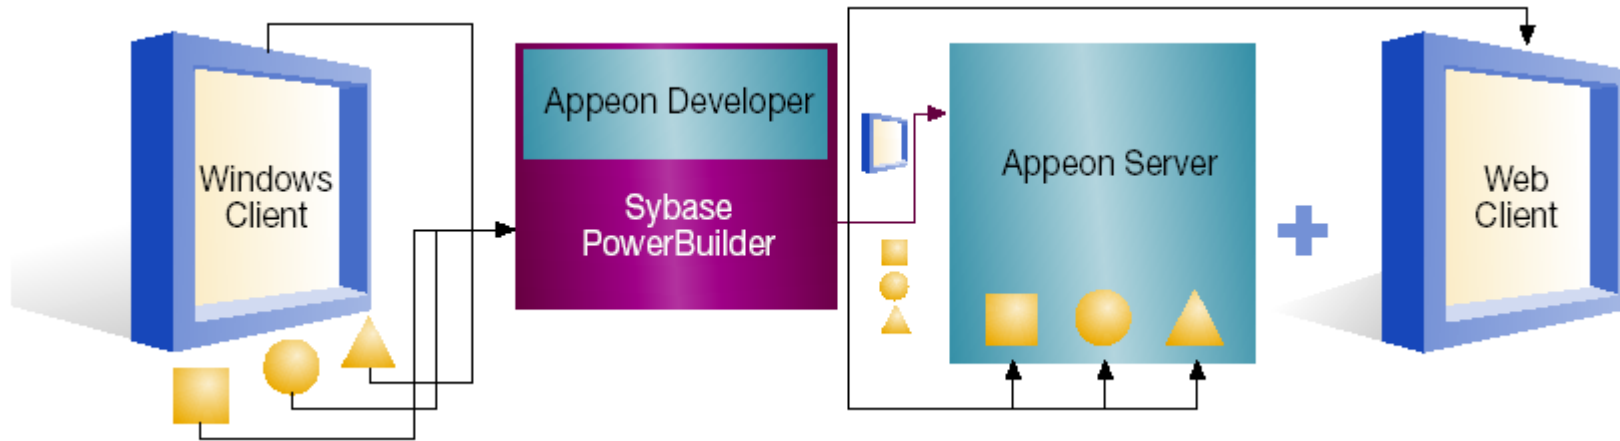 Windows
Client
Appeon Developer
Sybase
PowerBuilder
Appeon Server
Web
Client